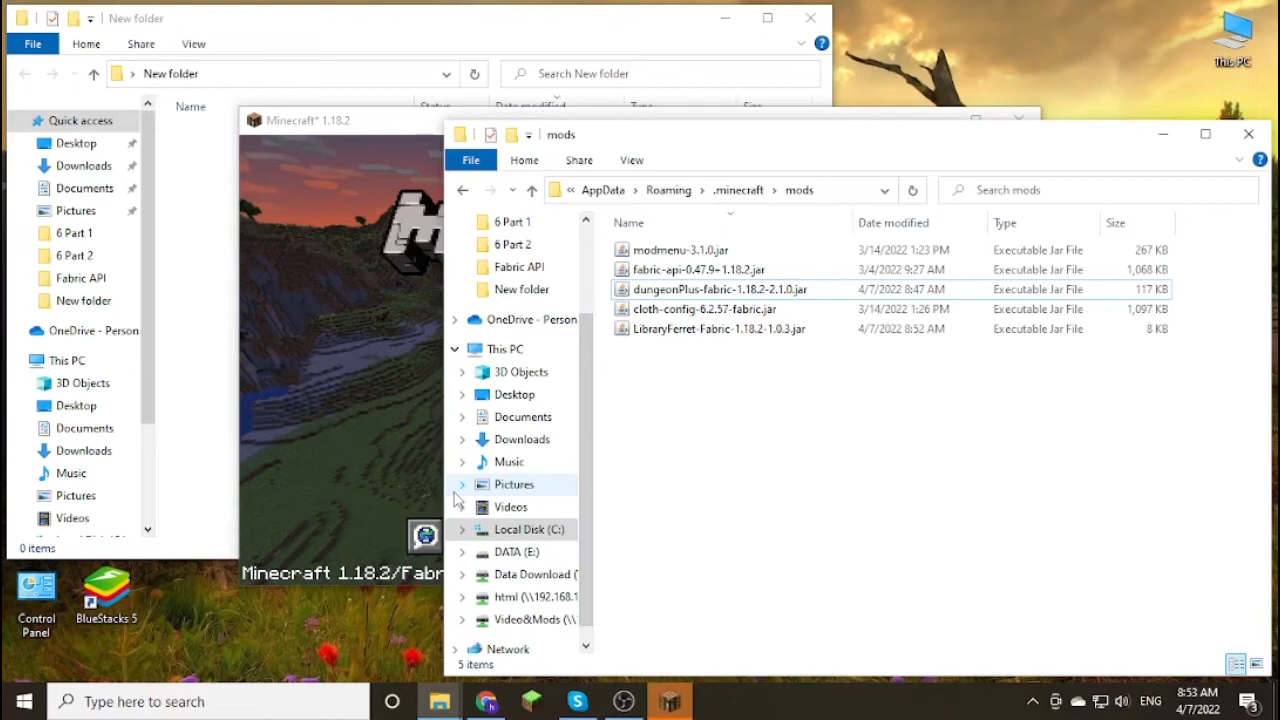 New folder
File Home Share View
New folder
Search New folder
Name
Status Date modified Type Size
Quick access
Desktop
Downloads
Documents
Pictures
6 Part 1
6 Part 2
Fabric API
New folder
OneDrive - Person
This PC
3D Objects
Desktop
Documents
Downloads
Music
Pictures
Videos
0 items
Minecraft* 1.18.2
M
Minecraft 1.18.2/Fabr
mods
File Home Share View
« AppData › Roaming › .minecraft › mods
Search mods
6 Part 1
6 Part 2
Fabric API
New folder
OneDrive - Person
This PC
3D Objects
Desktop
Documents
Downloads
Music
Pictures
Videos
Local Disk (C:)
DATA (E:)
Data Download (
html (\\192.168.1
Video&Mods (\\
Network
5 items
Name Date modified Type Size
modmenu-3.1.0.jar 3/14/2022 1:23 PM Executable Jar File 267 KB
fabric-api-0.47.9+1.18.2.jar 3/4/2022 9:27 AM Executable Jar File 1,068 KB
dungeonPlus-fabric-1.18.2-2.1.0.jar 4/7/2022 8:47 AM Executable Jar File 117 KB
cloth-config-6.2.57-fabric.jar 3/14/2022 1:26 PM Executable Jar File 1,097 KB
LibraryFerret-Fabric-1.18.2-1.0.3.jar 4/7/2022 8:52 AM Executable Jar File 8 KB
This PC
Control
Panel
BlueStacks 5
Type here to search
ENG
8:53 AM
4/7/2022
3